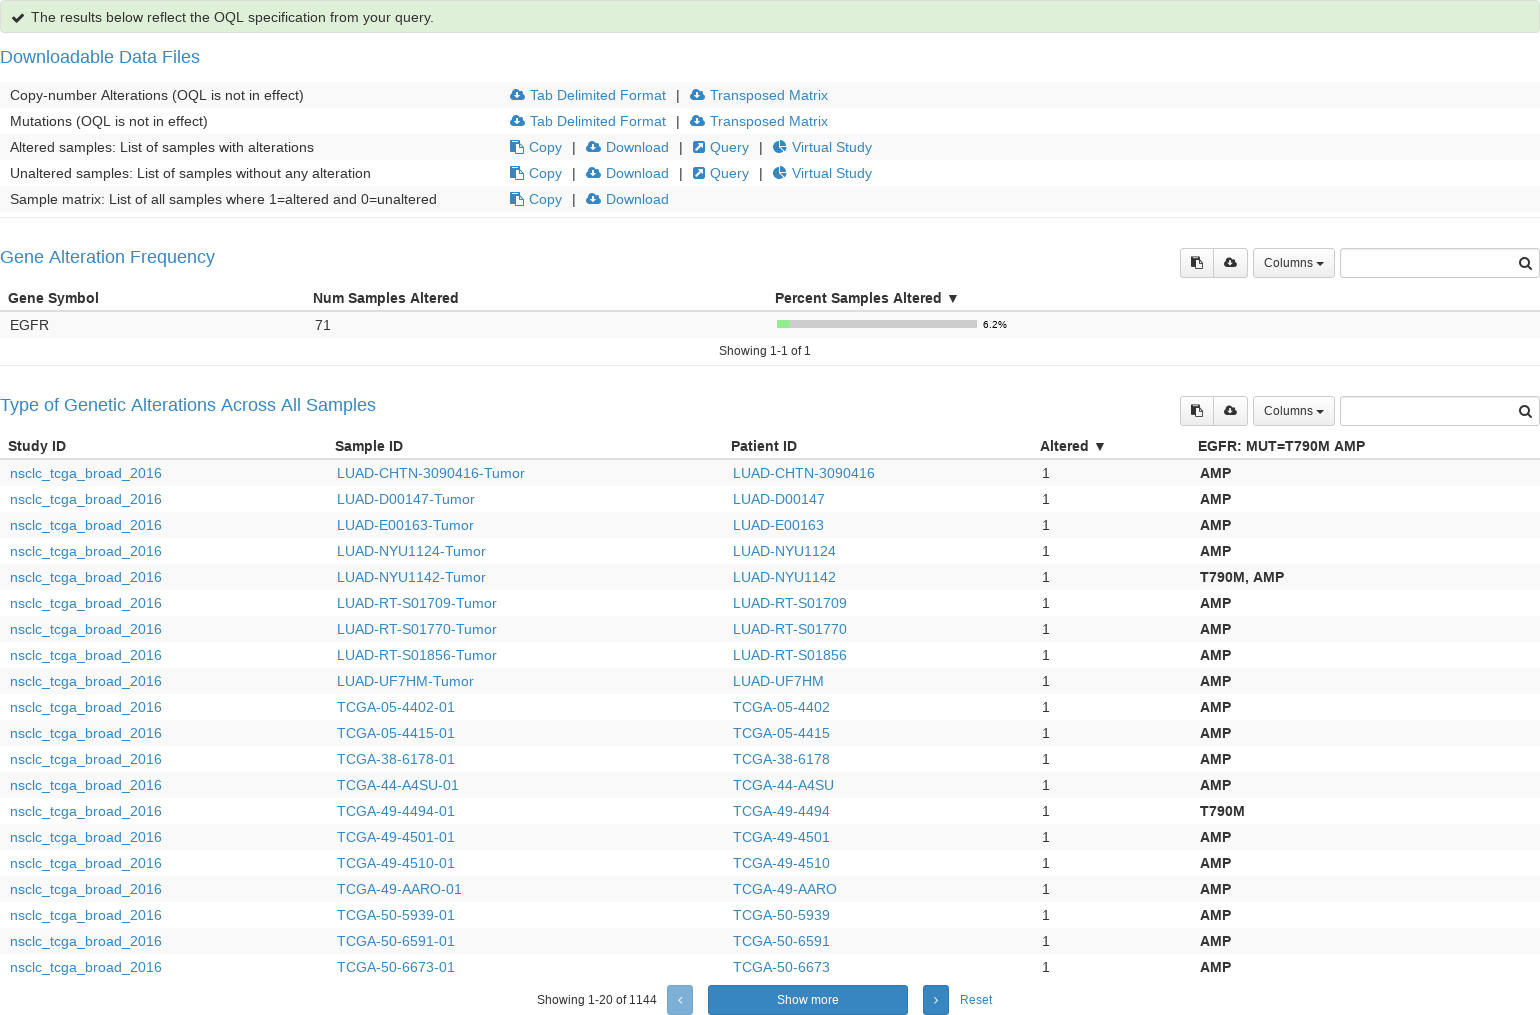 The results below reflect the OQL specification from your query.
Downloadable Data Files
Copy-number Alterations (OQL is not in effect) Tab Delimited Format | Transposed Matrix
Mutations (OQL is not in effect) Tab Delimited Format | Transposed Matrix
Altered samples: List of samples with alterations Copy | Download | Query | Virtual Study
Unaltered samples: List of samples without any alteration Copy | Download | Query | Virtual Study
Sample matrix: List of all samples where 1=altered and 0=unaltered Copy | Download
Gene Alteration Frequency Columns
Gene Symbol Num Samples Altered Percent Samples Altered ▼
EGFR 71 6.2%
Showing 1-1 of 1
Type of Genetic Alterations Across All Samples Columns
Study ID Sample ID Patient ID Altered ▼ EGFR: MUT=T790M AMP
nsclc_tcga_broad_2016 LUAD-CHTN-3090416-Tumor LUAD-CHTN-3090416 1 AMP
nsclc_tcga_broad_2016 LUAD-D00147-Tumor LUAD-D00147 1 AMP
nsclc_tcga_broad_2016 LUAD-E00163-Tumor LUAD-E00163 1 AMP
nsclc_tcga_broad_2016 LUAD-NYU1124-Tumor LUAD-NYU1124 1 AMP
nsclc_tcga_broad_2016 LUAD-NYU1142-Tumor LUAD-NYU1142 1 T790M, AMP
nsclc_tcga_broad_2016 LUAD-RT-S01709-Tumor LUAD-RT-S01709 1 AMP
nsclc_tcga_broad_2016 LUAD-RT-S01770-Tumor LUAD-RT-S01770 1 AMP
nsclc_tcga_broad_2016 LUAD-RT-S01856-Tumor LUAD-RT-S01856 1 AMP
nsclc_tcga_broad_2016 LUAD-UF7HM-Tumor LUAD-UF7HM 1 AMP
nsclc_tcga_broad_2016 TCGA-05-4402-01 TCGA-05-4402 1 AMP
nsclc_tcga_broad_2016 TCGA-05-4415-01 TCGA-05-4415 1 AMP
nsclc_tcga_broad_2016 TCGA-38-6178-01 TCGA-38-6178 1 AMP
nsclc_tcga_broad_2016 TCGA-44-A4SU-01 TCGA-44-A4SU 1 AMP
nsclc_tcga_broad_2016 TCGA-49-4494-01 TCGA-49-4494 1 T790M
nsclc_tcga_broad_2016 TCGA-49-4501-01 TCGA-49-4501 1 AMP
nsclc_tcga_broad_2016 TCGA-49-4510-01 TCGA-49-4510 1 AMP
nsclc_tcga_broad_2016 TCGA-49-AARO-01 TCGA-49-AARO 1 AMP
nsclc_tcga_broad_2016 TCGA-50-5939-01 TCGA-50-5939 1 AMP
nsclc_tcga_broad_2016 TCGA-50-6591-01 TCGA-50-6591 1 AMP
nsclc_tcga_broad_2016 TCGA-50-6673-01 TCGA-50-6673 1 AMP
Showing 1-20 of 1144 ‹ Show more › Reset